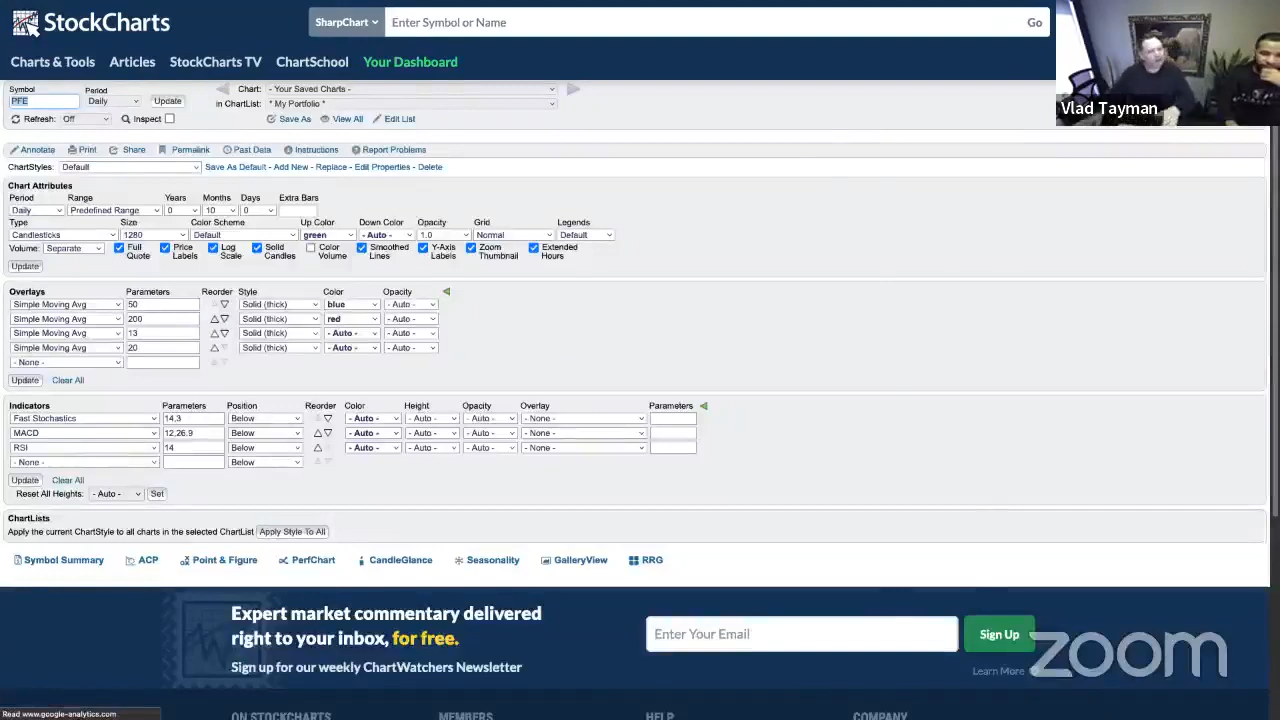 StockCharts
SharpChart
Enter Symbol or Name
Go
Charts & Tools
Articles
StockCharts TV
ChartSchool
Your Dashboard
Vlad Tayman
Symbol
Period
PFE
Daily
Update
Chart:
- Your Saved Charts -
in ChartList:
* My Portfolio *
Refresh:
Off
Inspect
Save As
View All
Edit List
Annotate
Print
Share
Permalink
Past Data
Instructions
Report Problems
ChartStyles:
Default
Save As Default - Add New - Replace - Edit Properties - Delete
Chart Attributes
Period
Range
Years
Months
Days
Extra Bars
Daily
Predefined Range
0
10
0
Type
Size
Color Scheme
Up Color
Down Color
Opacity
Grid
Legends
Candlesticks
1280
Default
green
- Auto -
1.0
Normal
Default
Volume:
Separate
Full Quote
Price Labels
Log Scale
Solid Candles
Color Volume
Smoothed Lines
Y-Axis Labels
Zoom Thumbnail
Extended Hours
Update
Overlays
Parameters
Reorder
Style
Color
Opacity
Simple Moving Avg
50
Solid (thick)
blue
- Auto -
Simple Moving Avg
200
Solid (thick)
red
- Auto -
Simple Moving Avg
13
Solid (thick)
- Auto -
- Auto -
Simple Moving Avg
20
Solid (thick)
- Auto -
- Auto -
- None -
Update
Clear All
Indicators
Parameters
Position
Reorder
Color
Height
Opacity
Overlay
Parameters
Fast Stochastics
14,3
Below
- Auto -
- Auto -
- Auto -
- None -
MACD
12,26,9
Below
- Auto -
- Auto -
- Auto -
- None -
RSI
14
Below
- Auto -
- Auto -
- Auto -
- None -
- None -
Below
Update
Clear All
Reset All Heights:
- Auto -
Set
ChartLists
Apply the current ChartStyle to all charts in the selected ChartList
Apply Style To All
Symbol Summary
ACP
Point & Figure
PerfChart
CandleGlance
Seasonality
GalleryView
RRG
Expert market commentary delivered
right to your inbox, for free.
Sign up for our weekly ChartWatchers Newsletter
Enter Your Email
Sign Up
Learn More
zoom
Read www.google-analytics.com
ON STOCKCHARTS
MEMBERS
HELP
COMPANY